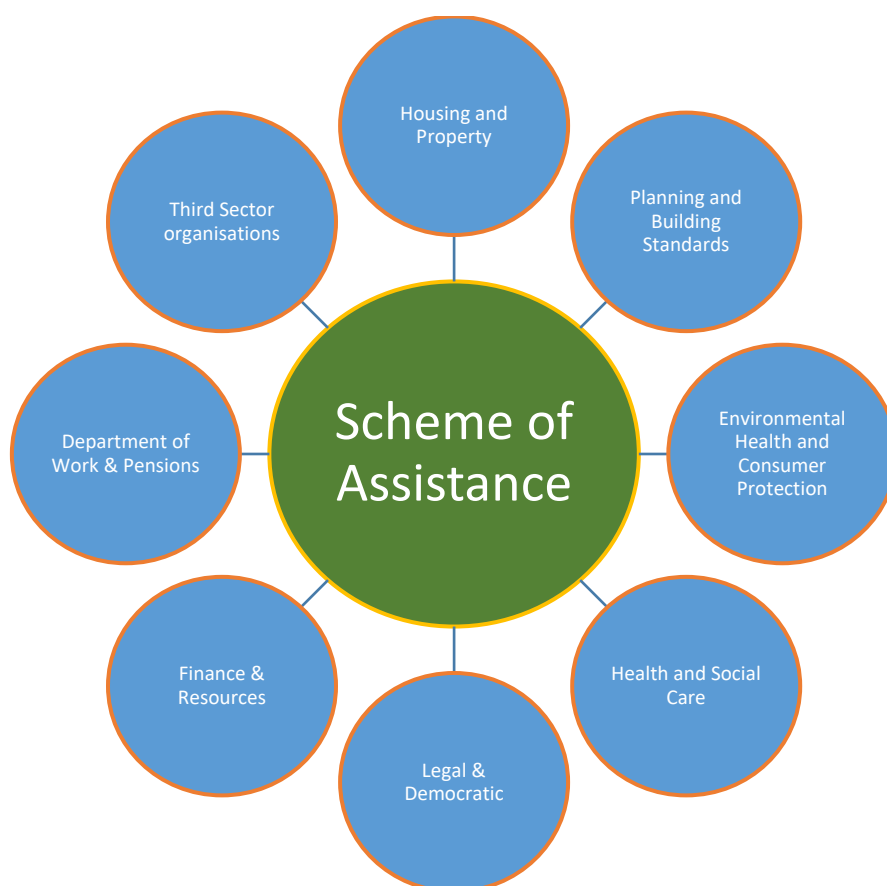 Housing and
Property
Planning and
Building
Standards
Environmental
Health and
Consumer
Protection
Health and Social
Care
Legal &
Democratic
Finance &
Resources
Department of
Work & Pensions
Third Sector
organisations
Scheme of
Assistance